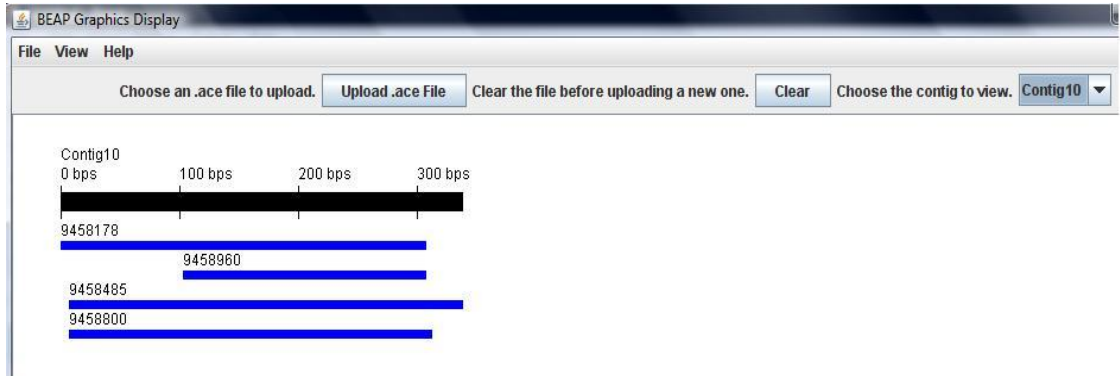 BEAP Graphics Display
File View Help
Choose an .ace file to upload. Upload .ace File Clear the file before uploading a new one. Clear Choose the contig to view. Contig10
Contig10
0 bps 100 bps 200 bps 300 bps
9458178
9458960
9458485
9458800